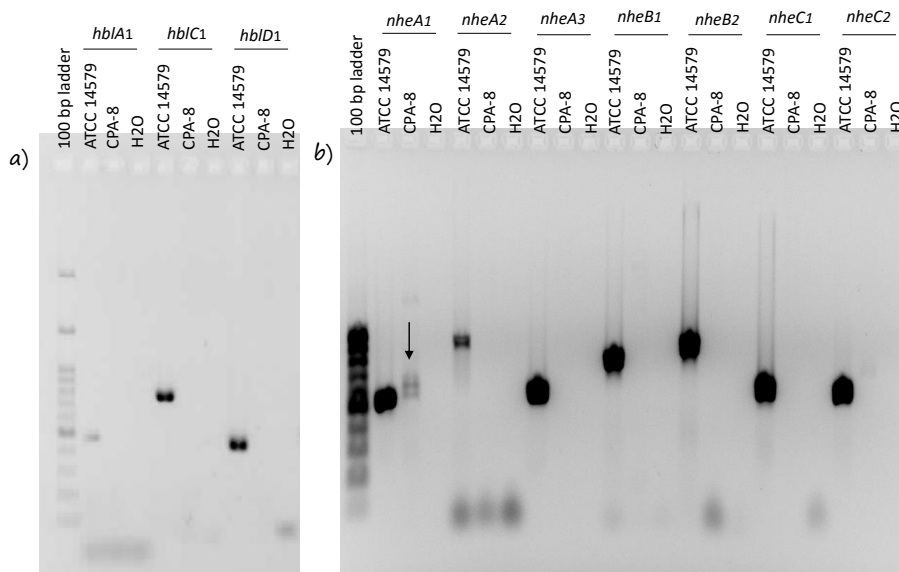 a)
hblA1 hblC1 hblD1
100 bp ladder
ATCC 14579
CPA-8
H2O
ATCC 14579
CPA-8
H2O
ATCC 14579
CPA-8
H2O
b)
nheA1 nheA2 nheA3 nheB1 nheB2 nheC1 nheC2
100 bp ladder
ATCC 14579
CPA-8
H2O
ATCC 14579
CPA-8
H2O
ATCC 14579
CPA-8
H2O
ATCC 14579
CPA-8
H2O
ATCC 14579
CPA-8
H2O
ATCC 14579
CPA-8
H2O
ATCC 14579
CPA-8
H2O